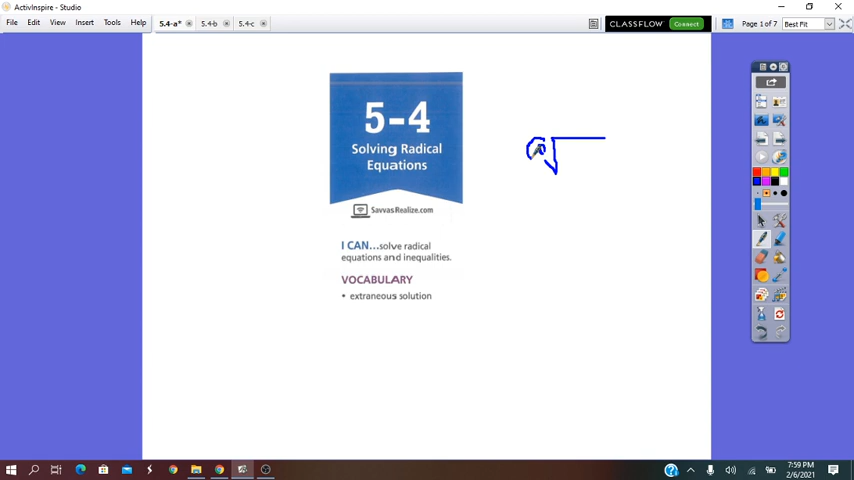 ActivInspire - Studio
File Edit View Insert Tools Help
5.4-a* 5.4-b 5.4-c
CLASSFLOW Connect
Page 1 of 7
Best Fit
5-4
Solving Radical
Equations
SavvasRealize.com
I CAN...solve radical
equations and inequalities.
VOCABULARY
• extraneous solution
7:59 PM
2/6/2021